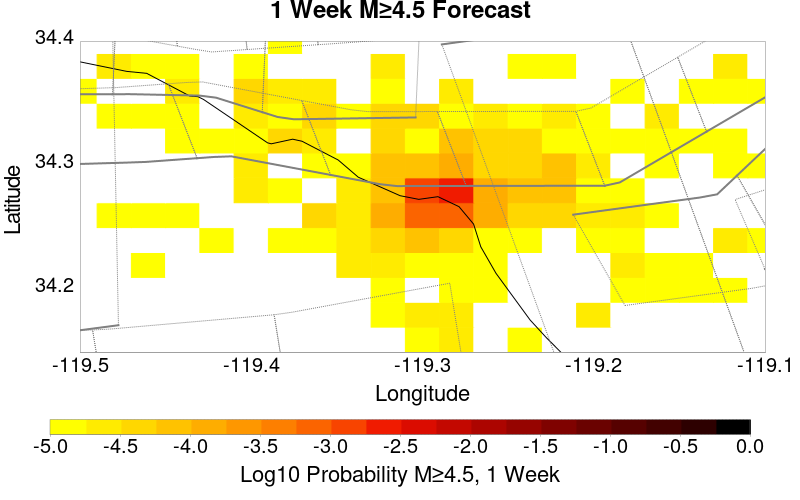 1 Week M≥4.5 Forecast
34.4
34.3
34.2
Latitude
-119.5 -119.4 -119.3 -119.2 -119.1
Longitude
-5.0 -4.5 -4.0 -3.5 -3.0 -2.5 -2.0 -1.5 -1.0 -0.5 0.0
Log10 Probability M≥4.5, 1 Week